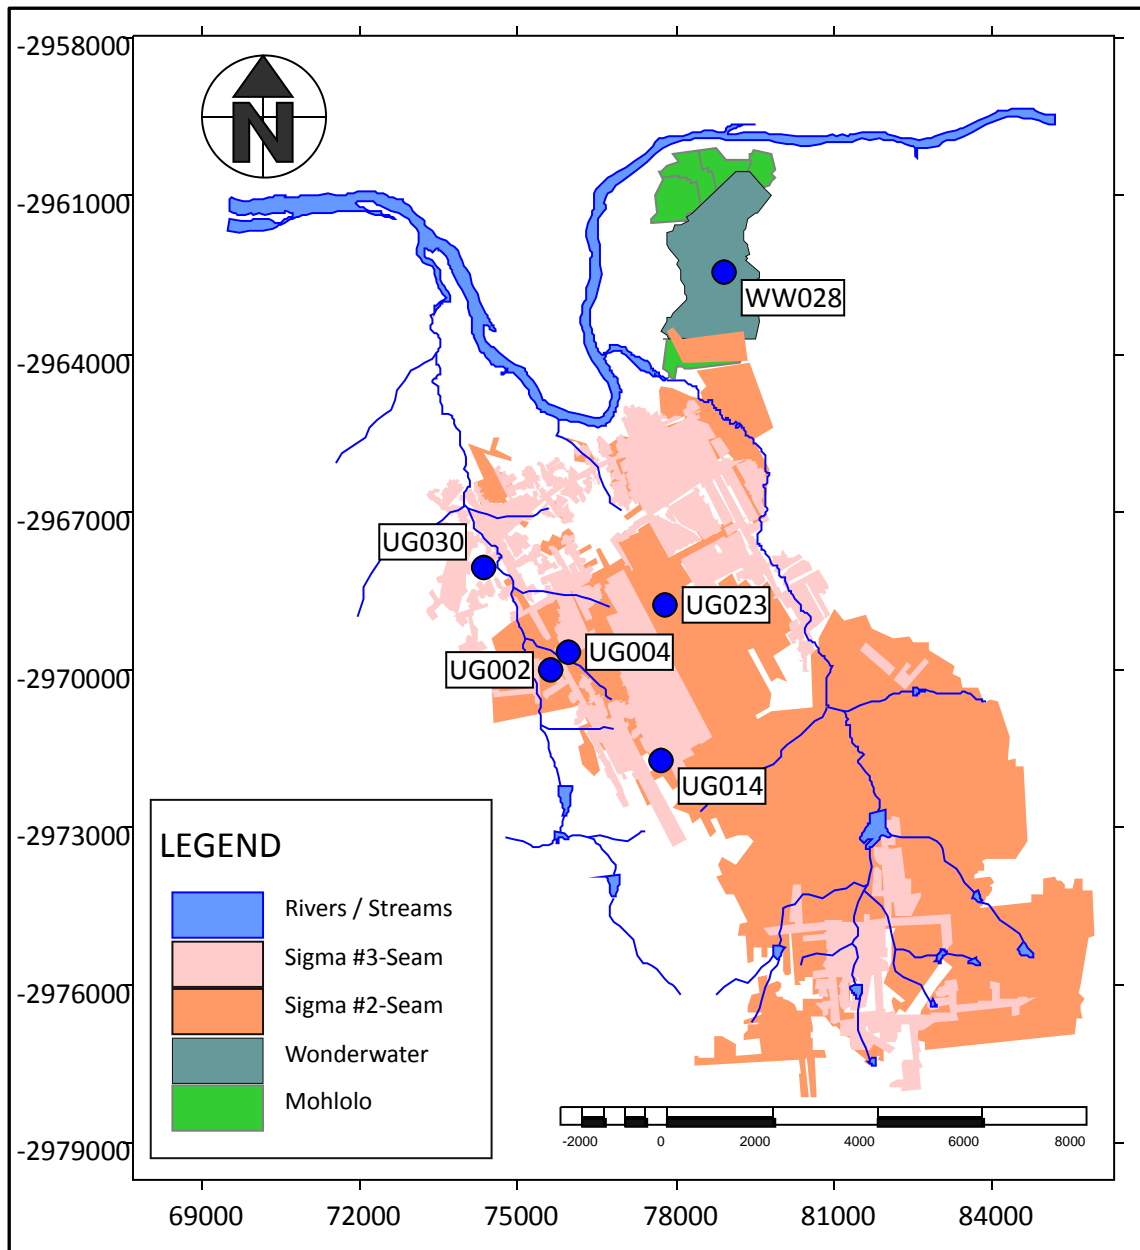 -2958000
N
-2961000
WW028
-2964000
-2967000
UG030
UG023
UG004
UG002
-2970000
UG014
-2973000
LEGEND
Rivers / Streams
Sigma #3-Seam
Sigma #2-Seam
Wonderwater
Mohlolo
-2976000
-2979000
-2000 0 2000 4000 6000 8000
69000 72000 75000 78000 81000 84000